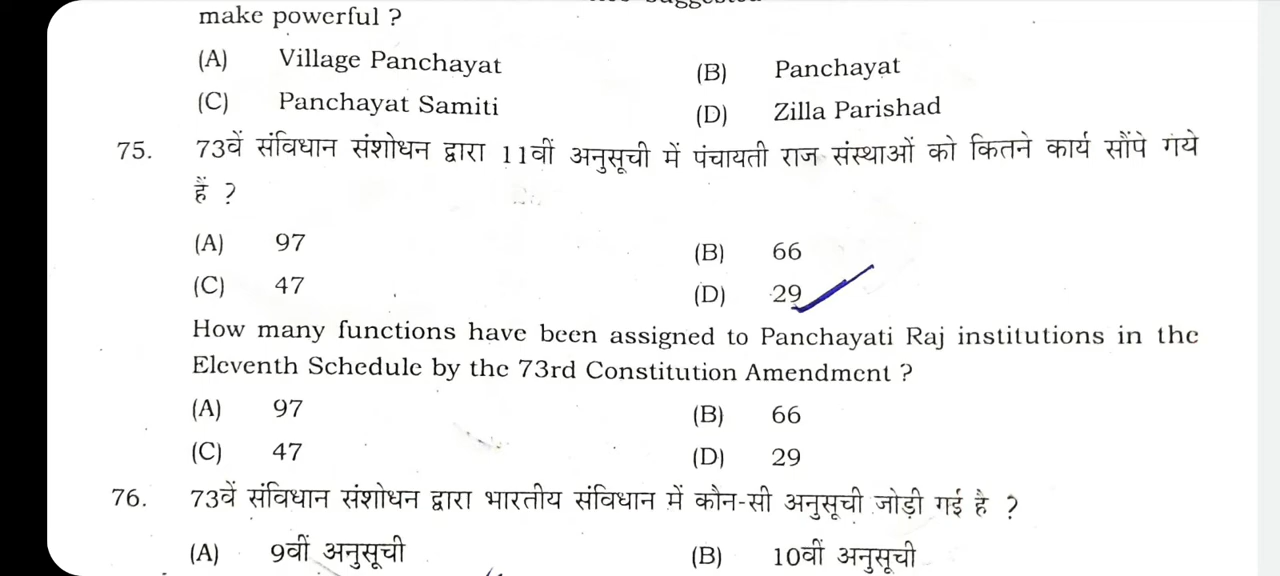 make powerful ?
(A) Village Panchayat (B) Panchayat
(C) Panchayat Samiti (D) Zilla Parishad
75. 73वें संविधान संशोधन द्वारा 11वीं अनुसूची में पंचायती राज संस्थाओं को कितने कार्य सौंपे गये
हैं ?
(A) 97 (B) 66
(C) 47 (D) 29
How many functions have been assigned to Panchayati Raj institutions in the
Eleventh Schedule by the 73rd Constitution Amendment ?
(A) 97 (B) 66
(C) 47 (D) 29
76. 73वें संविधान संशोधन द्वारा भारतीय संविधान में कौन-सी अनुसूची जोड़ी गई है ?
(A) 9वीं अनुसूची (B) 10वीं अनुसूची